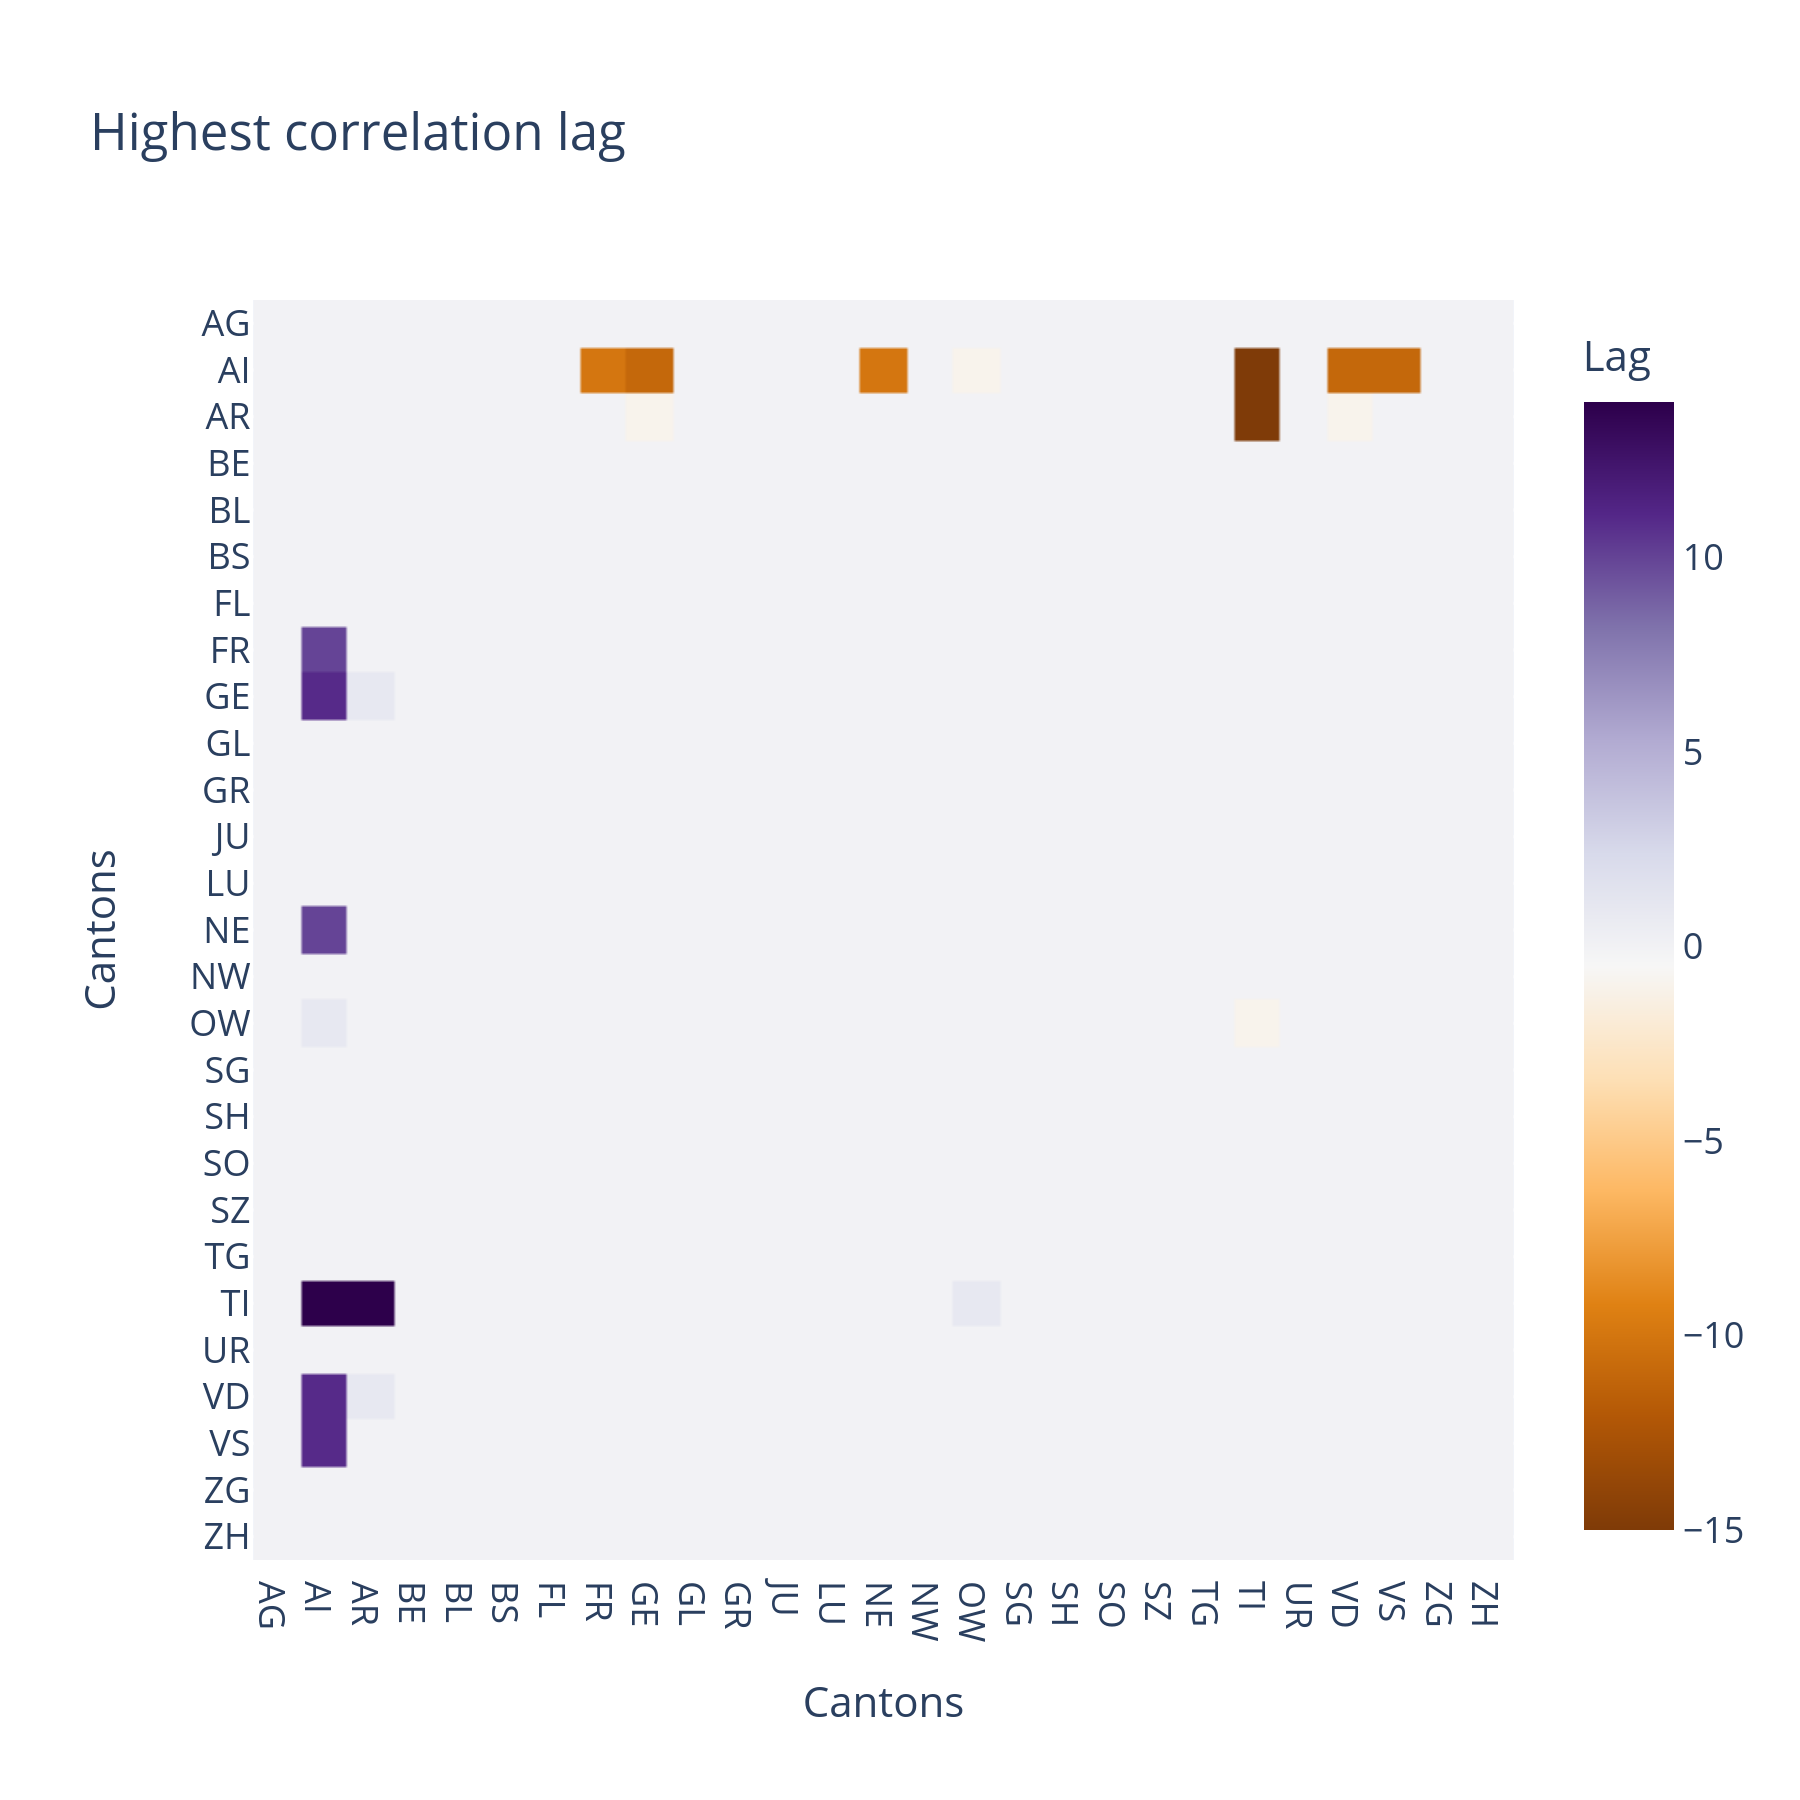 Highest correlation lag
Lag
Cantons
AG
AI
AR
BE
BL
BS
FL
FR
GE
GL
GR
JU
LU
NE
NW
OW
SG
SH
SO
SZ
TG
TI
UR
VD
VS
ZG
ZH
AG
AI
AR
BE
BL
BS
FL
FR
GE
GL
GR
JU
LU
NE
NW
OW
SG
SH
SO
SZ
TG
TI
UR
VD
VS
ZG
ZH
Cantons
10
5
0
−5
−10
−15